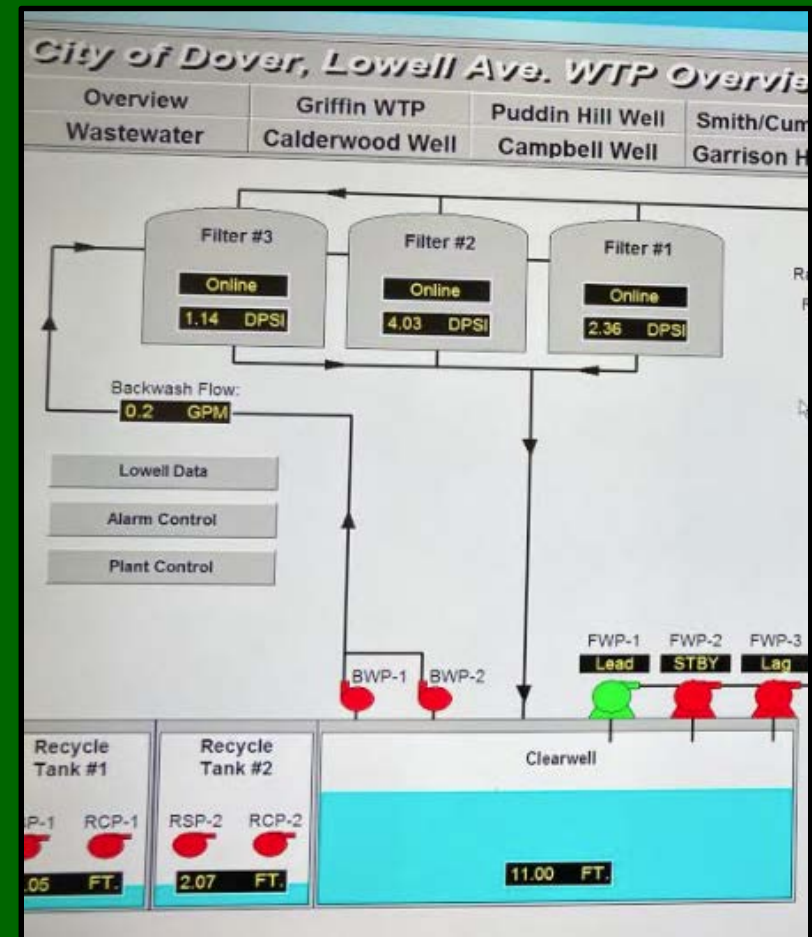 City of Dover, Lowell Ave. WTP Overvie
Overview Griffin WTP Puddin Hill Well Smith/Cum
Wastewater Calderwood Well Campbell Well Garrison H
Filter #3 Filter #2 Filter #1
Online Online Online
1.14 DPSI 4.03 DPSI 2.36 DPSI
Backwash Flow:
0.2 GPM
Lowell Data
Alarm Control
Plant Control
FWP-1 FWP-2 FWP-3
Lead STBY Lag
BWP-1 BWP-2
Recycle Tank #1
Recycle Tank #2
Clearwell
P-1 RCP-1 RSP-2 RCP-2
.05 FT. 2.07 FT. 11.00 FT.